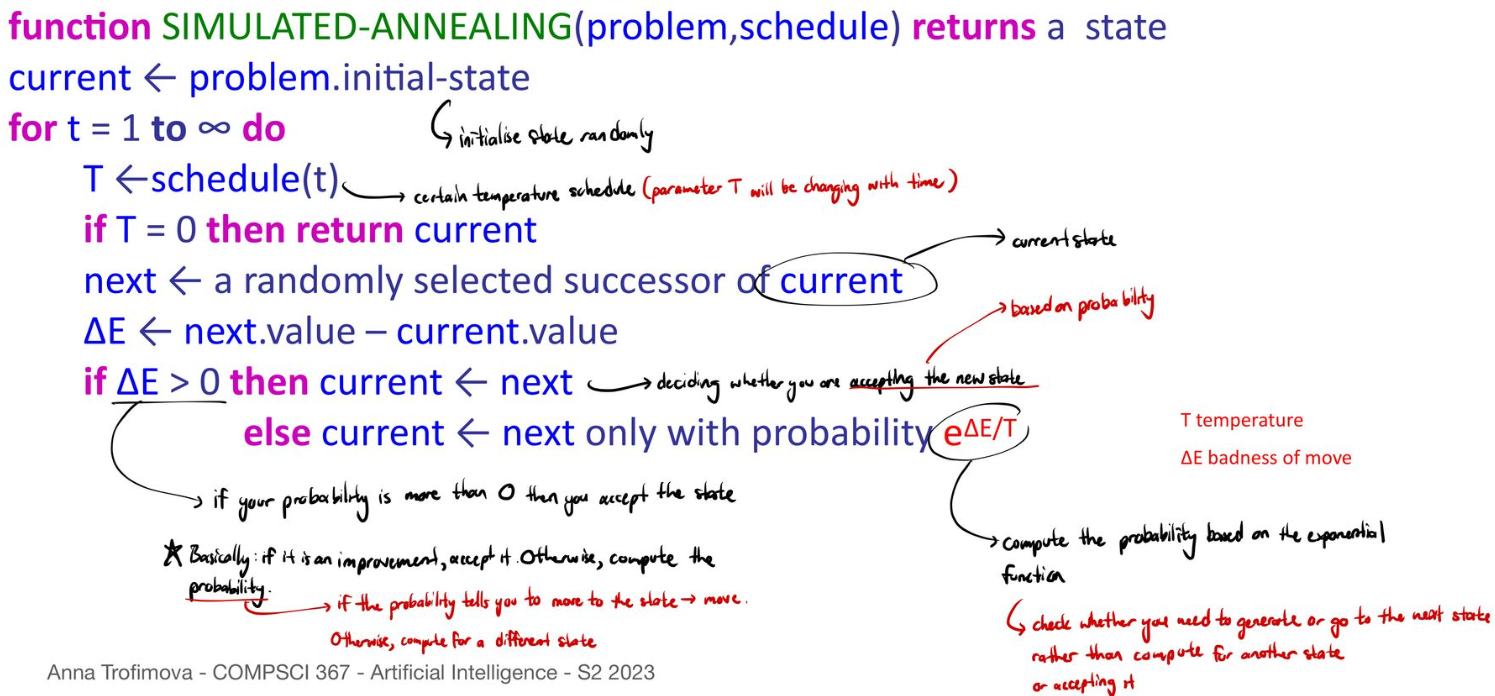 function SIMULATED-ANNEALING(problem,schedule) returns a state
current ← problem.initial-state
↳ initialise state randomly
for t = 1 to ∞ do
T ←schedule(t)
→ certain temperature schedule (parameter T will be changing with time)
if T = 0 then return current
→ current state
next ← a randomly selected successor of current
→ based on probability
ΔE ← next.value – current.value
if ΔE > 0 then current ← next
→ deciding whether you are accepting the new state
else current ← next only with probability e^ΔE/T
T temperature
ΔE badness of move
→ if your probability is more than 0 then you accept the state
★ Basically: if it is an improvement, accept it. Otherwise, compute the
probability.
→ if the probability tells you to move to the state → move.
Otherwise, compute for a different state
→ compute the probability based on the exponential
function
↳ check whether you need to generate or go to the next state
rather than compute for another state
or accepting it
Anna Trofimova - COMPSCI 367 - Artificial Intelligence - S2 2023